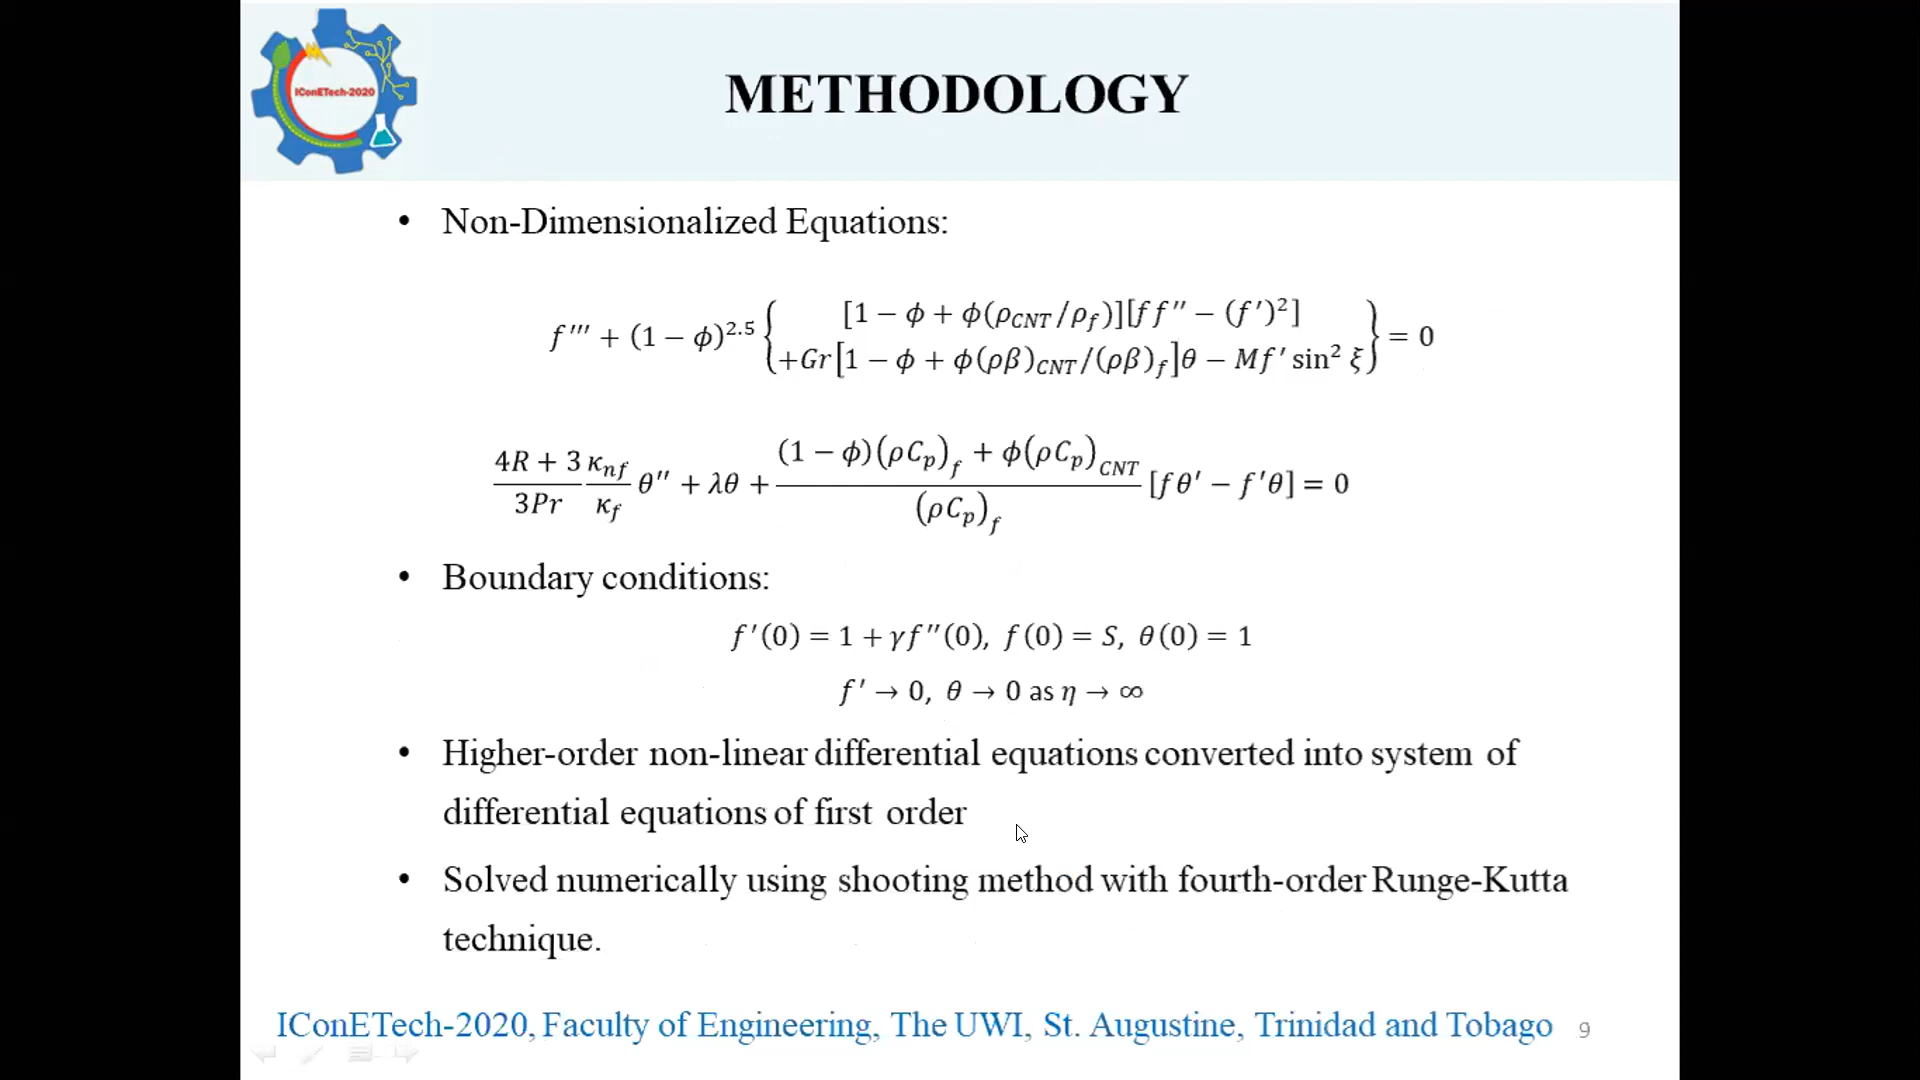 IConETech-2020
METHODOLOGY
• Non-Dimensionalized Equations:
f''' + (1 − ϕ)^2.5 { [1 − ϕ + ϕ(ρ_CNT/ρ_f)][ff'' − (f')^2]
+Gr[1 − ϕ + ϕ(ρβ)_CNT/(ρβ)_f]θ − Mf' sin^2 ξ } = 0
(4R + 3)/(3Pr) κ_nf/κ_f θ'' + λθ + ((1 − ϕ)(ρC_p)_f + ϕ(ρC_p)_CNT)/(ρC_p)_f [fθ' − f'θ] = 0
• Boundary conditions:
f'(0) = 1 + γf''(0), f(0) = S, θ(0) = 1
f' → 0, θ → 0 as η → ∞
• Higher-order non-linear differential equations converted into system of
differential equations of first order
• Solved numerically using shooting method with fourth-order Runge-Kutta
technique.
IConETech-2020, Faculty of Engineering, The UWI, St. Augustine, Trinidad and Tobago 9